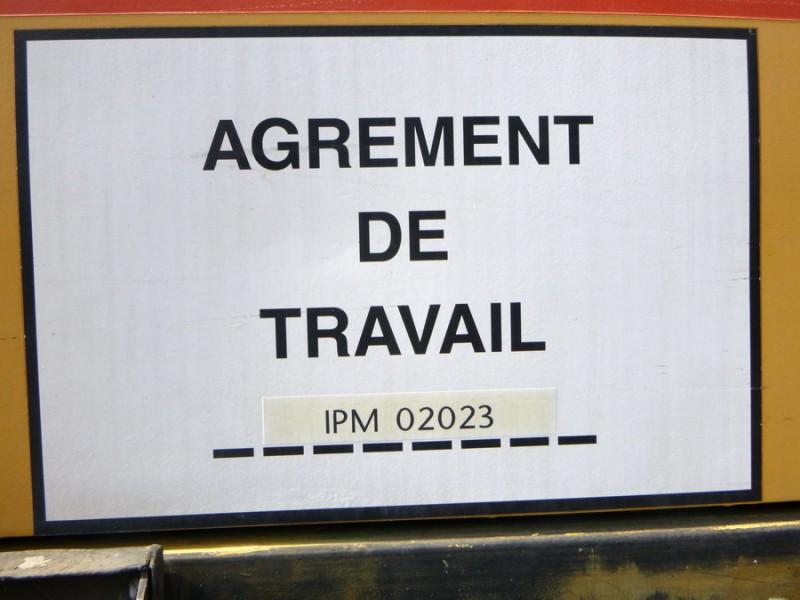 AGREMENT
DE
TRAVAIL
IPM 02023